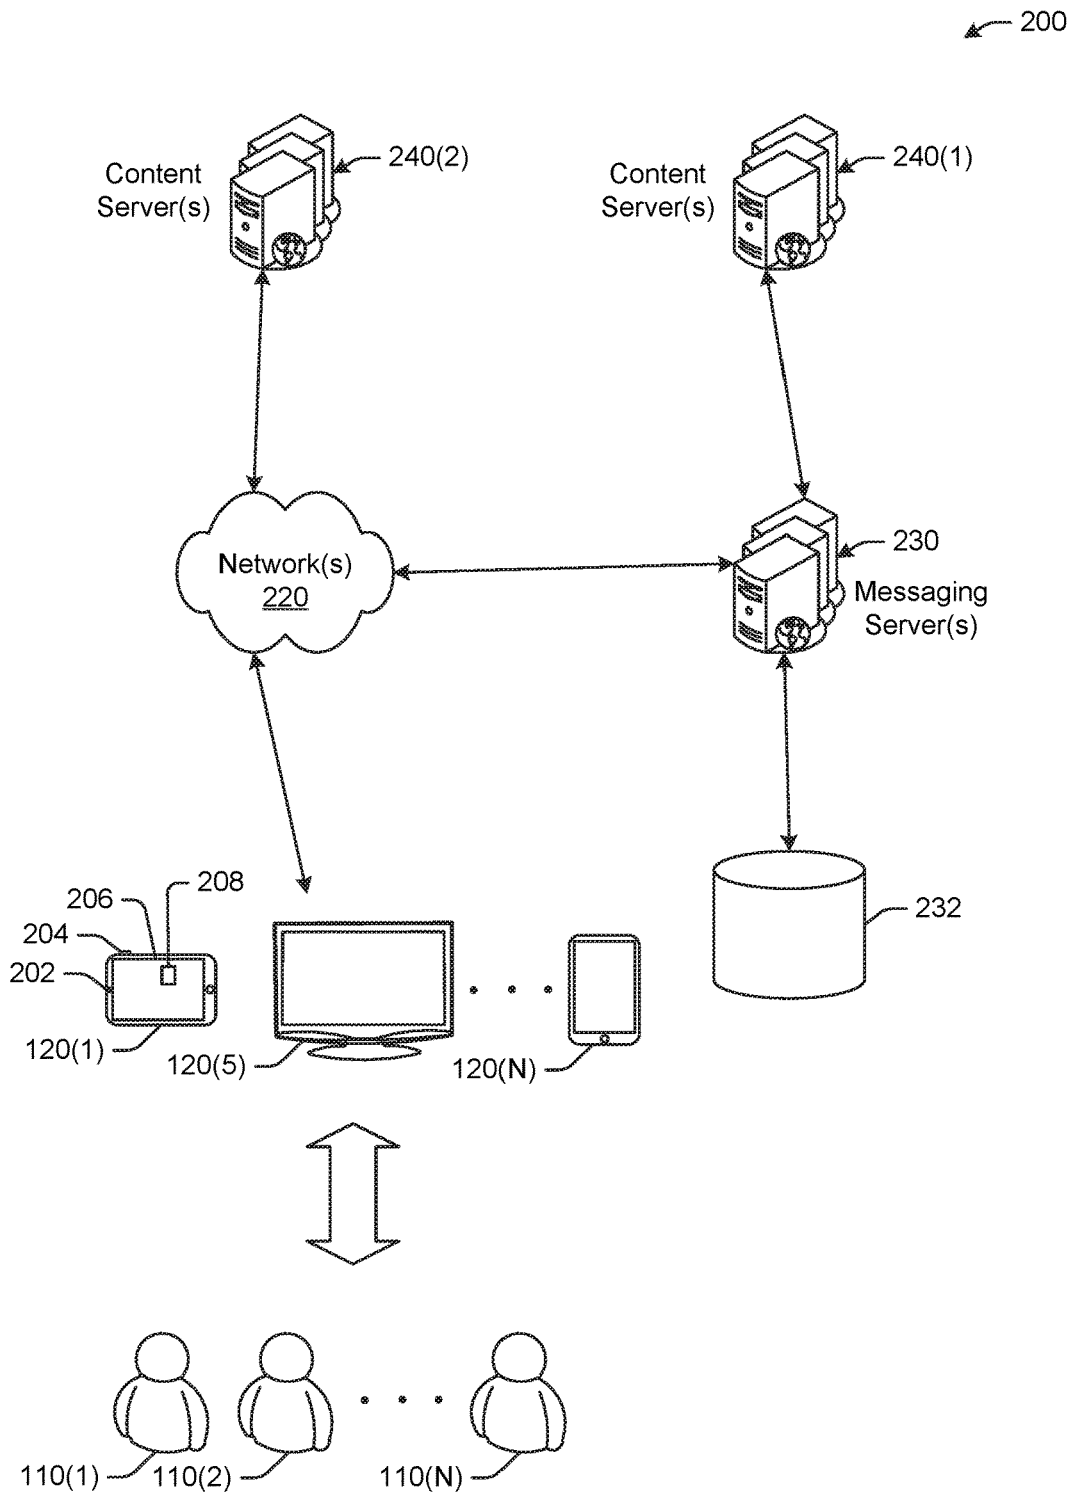 200
240(2)
Content
Server(s)
240(1)
Content
Server(s)
Network(s)
220
230
Messaging
Server(s)
208
206
204
202
232
120(1)
120(5)
120(N)
110(1)
110(2)
110(N)